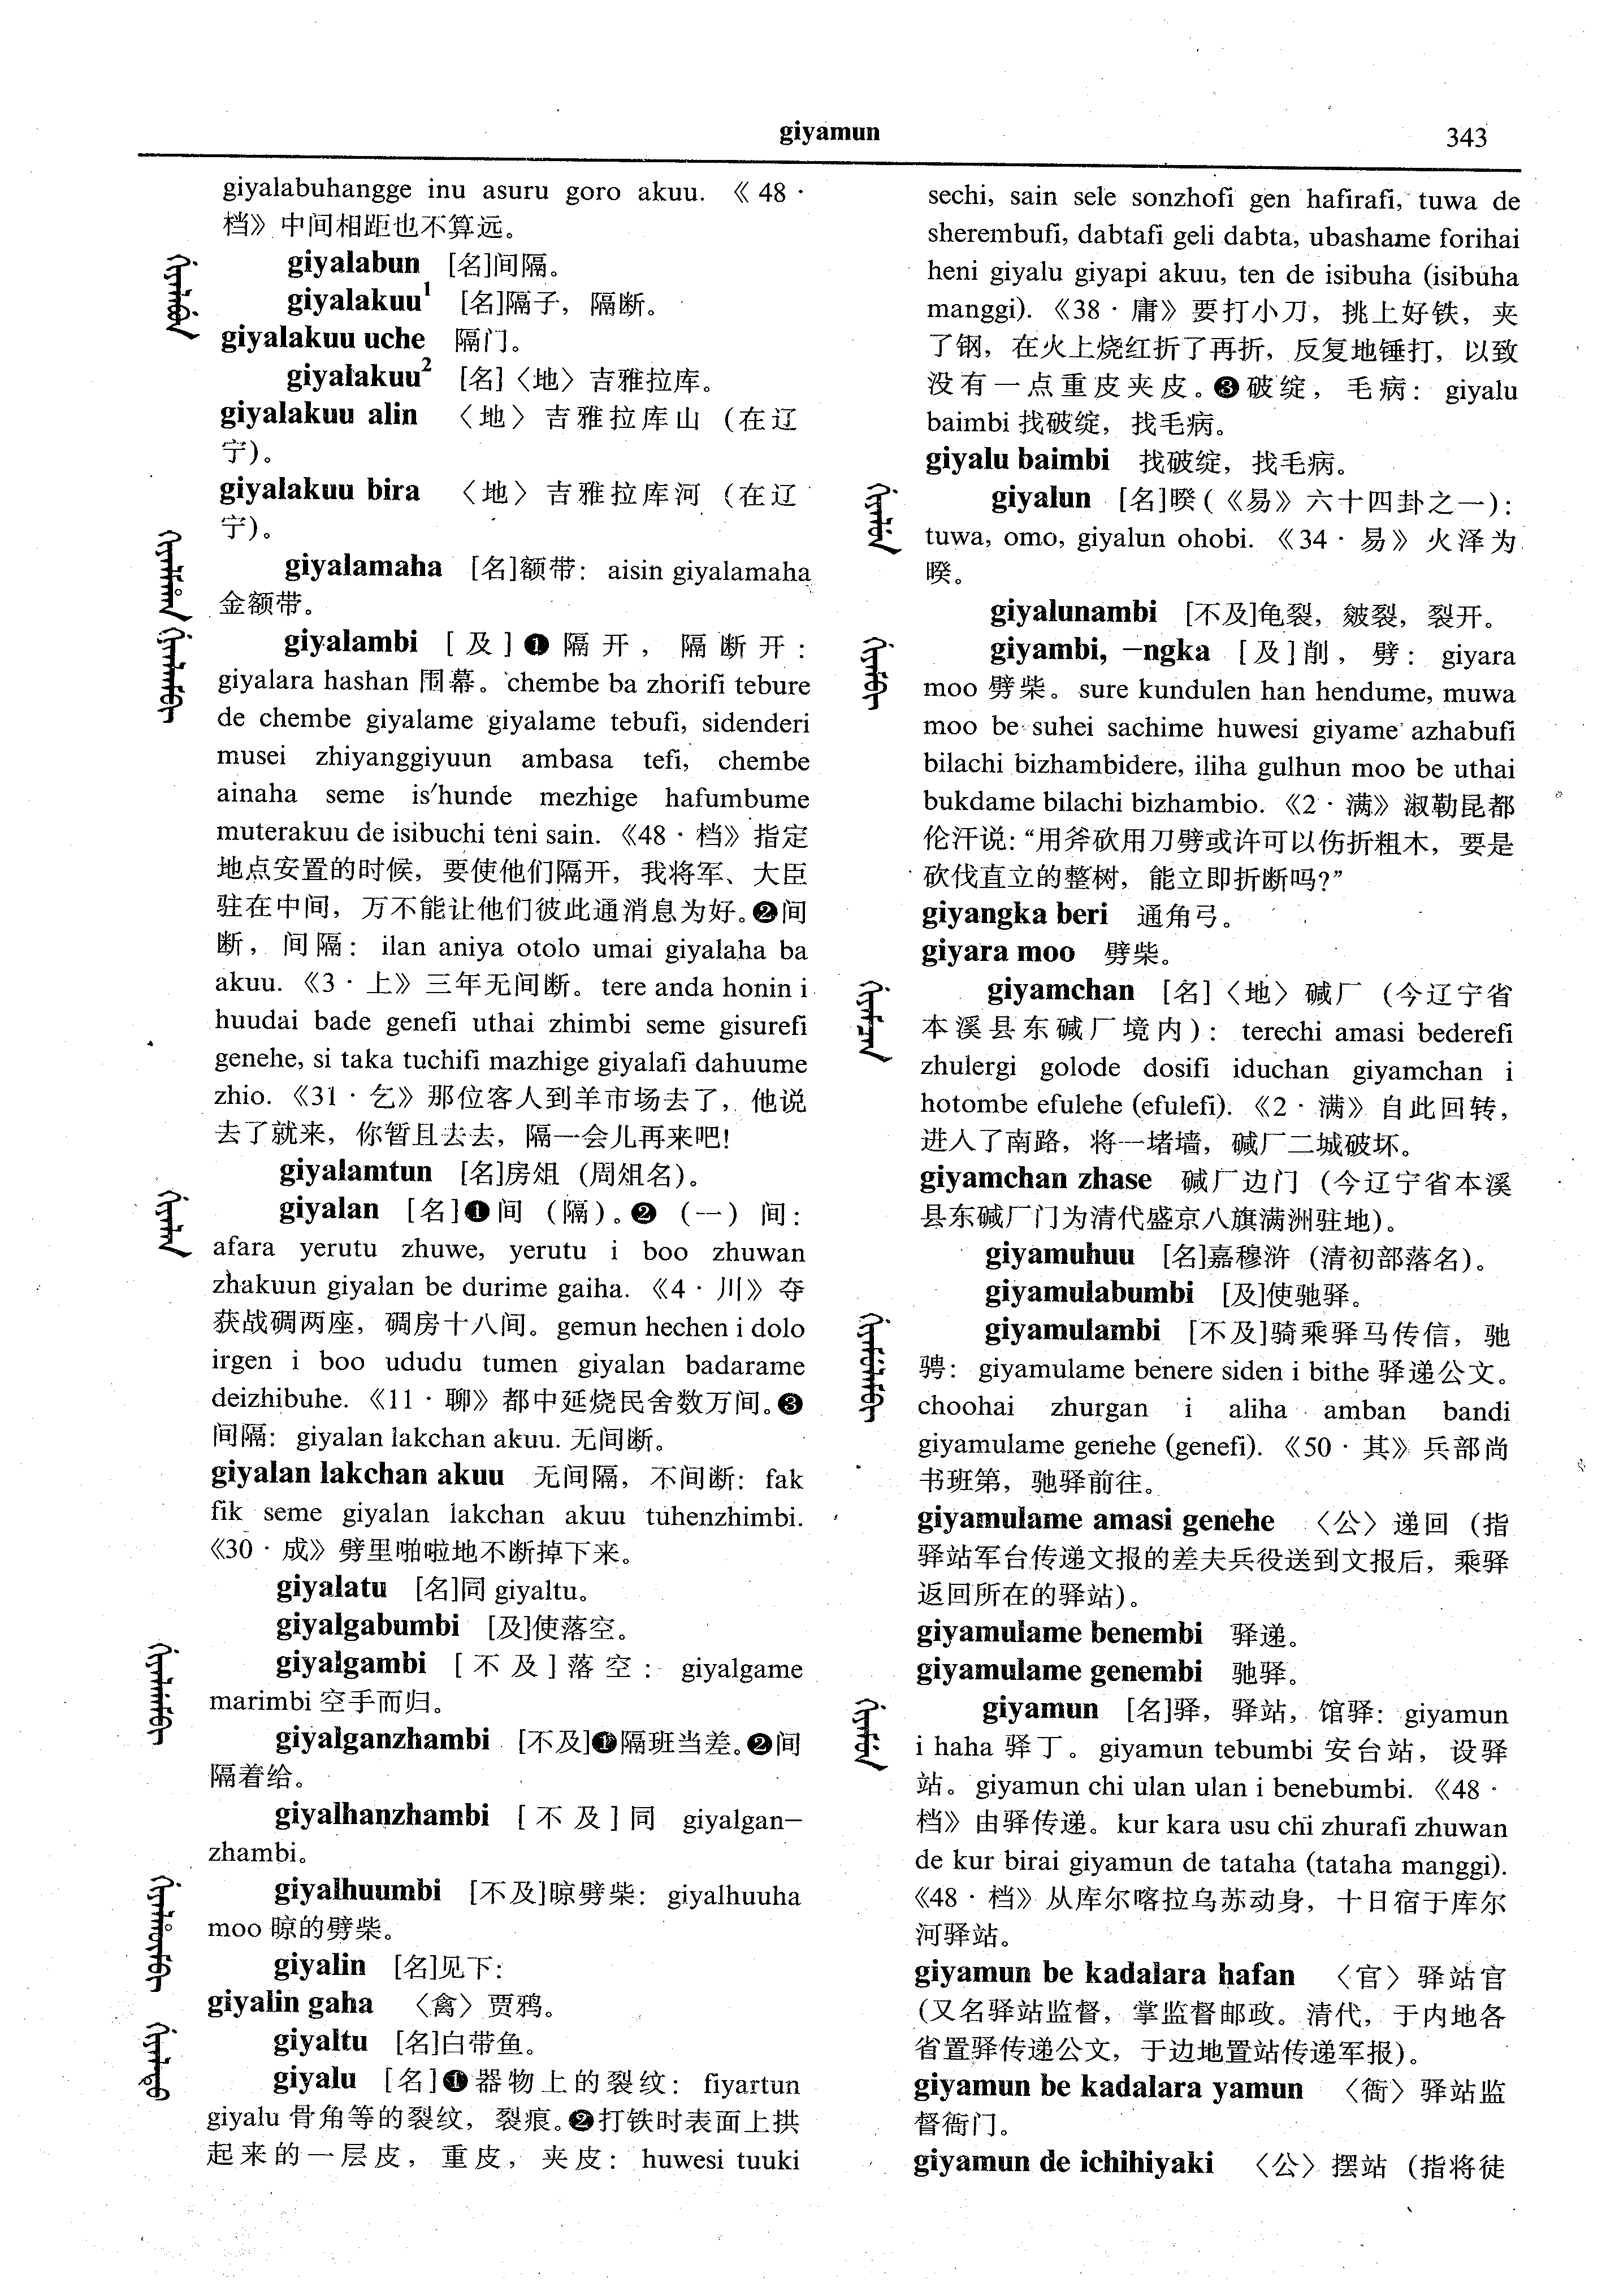 giyamun
343
giyalabuhangge inu asuru goro akuu. 《48·
档》中间相距也不算远。
giyalabun [名]间隔。
giyalakuu¹ [名]隔子，隔断。
giyalakuu uche 隔门。
giyalakuu² [名]〈地〉吉雅拉库。
giyalakuu alin 〈地〉吉雅拉库山（在辽
宁）。
giyalakuu bira 〈地〉吉雅拉库河（在辽
宁）。
giyalamaha [名]额带：aisin giyalamaha
金额带。
giyalambi [及]❶隔开，隔断开：
giyalara hashan 围幕。chembe ba zhorifi tebure
de chembe giyalame giyalame tebufi, sidenderi
musei zhiyanggiyuun ambasa tefi, chembe
ainaha seme is'hunde mezhige hafumbume
muterakuu de isibuchi teni sain. 《48·档》指定
地点安置的时候，要使他们隔开，我将军、大臣
驻在中间，万不能让他们彼此通消息为好。❷间
断，间隔：ilan aniya otolo umai giyalaha ba
akuu. 《3·上》三年无间断。tere anda honin i
huudai bade genefi uthai zhimbi seme gisurefi
genehe, si taka tuchifi mazhige giyalafi dahuume
zhio. 《31·乞》那位客人到羊市场去了，他说
去了就来，你暂且去去，隔一会儿再来吧！
giyalamtun [名]房俎（周俎名）。
giyalan [名]❶间（隔）。❷（一）间：
afara yerutu zhuwe, yerutu i boo zhuwan
zhakuun giyalan be durime gaiha. 《4·川》夺
获战碉两座，碉房十八间。gemun hechen i dolo
irgen i boo ududu tumen giyalan badarame
deizhibuhe. 《11·聊》都中延烧民舍数万间。❸
间隔：giyalan lakchan akuu. 无间断。
giyalan lakchan akuu 无间隔，不间断：fak
fik seme giyalan lakchan akuu tuhenzhimbi.
《30·成》劈里啪啦地不断掉下来。
giyalatu [名]同 giyaltu。
giyalgabumbi [及]使落空。
giyalgambi [不及]落空：giyalgame
marimbi 空手而归。
giyalganzhambi [不及]❶隔班当差。❷间
隔着给。
giyalhanzhambi [不及]同 giyalgan—
zhambi。
giyalhuumbi [不及]晾劈柴：giyalhuuha
moo 晾的劈柴。
giyalin [名]见下：
giyalin gaha 〈禽〉贾鸦。
giyaltu [名]白带鱼。
giyalu [名]❶器物上的裂纹：fiyartun
giyalu 骨角等的裂纹，裂痕。❷打铁时表面上拱
起来的一层皮，重皮，夹皮：huwesi tuuki
sechi, sain sele sonzhofi gen hafirafi, tuwa de
sherembufi, dabtafi geli dabta, ubashame forihai
heni giyalu giyapi akuu, ten de isibuha (isibuha
manggi). 《38·庸》要打小刀，挑上好铁，夹
了钢，在火上烧红折了再折，反复地锤打，以致
没有一点重皮夹皮。❸破绽，毛病：giyalu
baimbi 找破绽，找毛病。
giyalu baimbi 找破绽，找毛病。
giyalun [名]睽（《易》六十四卦之一）：
tuwa, omo, giyalun ohobi. 《34·易》火泽为
睽。
giyalunambi [不及]龟裂，皴裂，裂开。
giyambi, —ngka [及]削，劈：giyara
moo 劈柴。sure kundulen han hendume, muwa
moo be suhei sachime huwesi giyame azhabufi
bilachi bizhambidere, iliha gulhun moo be uthai
bukdame bilachi bizhambio. 《2·满》淑勒昆都
伦汗说：“用斧砍用刀劈或许可以伤折粗木，要是
砍伐直立的整树，能立即折断吗？”
giyangka beri 通角弓。
giyara moo 劈柴。
giyamchan [名]〈地〉碱厂（今辽宁省
本溪县东碱厂境内）：terechi amasi bederefi
zhulergi golode dosifi iduchan giyamchan i
hotombe efulehe (efulefi). 《2·满》自此回转，
进入了南路，将一堵墙，碱厂二城破坏。
giyamchan zhase 碱厂边门（今辽宁省本溪
县东碱厂门为清代盛京八旗满洲驻地）。
giyamuhuu [名]嘉穆浒（清初部落名）。
giyamulabumbi [及]使驰驿。
giyamulambi [不及]骑乘驿马传信，驰
骋：giyamulame benere siden i bithe 驿递公文。
choohai zhurgan i aliha amban bandi
giyamulame genehe (genefi). 《50·其》兵部尚
书班第，驰驿前往。
giyamulame amasi genehe 〈公〉递回（指
驿站军台传递文报的差夫兵役送到文报后，乘驿
返回所在的驿站）。
giyamulame benembi 驿递。
giyamulame genembi 驰驿。
giyamun [名]驿，驿站，馆驿：giyamun
i haha 驿丁。giyamun tebumbi 安台站，设驿
站。giyamun chi ulan ulan i benebumbi. 《48·
档》由驿传递。kur kara usu chi zhurafi zhuwan
de kur birai giyamun de tataha (tataha manggi).
《48·档》从库尔喀拉乌苏动身，十日宿于库尔
河驿站。
giyamun be kadalara hafan 〈官〉驿站官
（又名驿站监督，掌监督邮政。清代，于内地各
省置驿传递公文，于边地置站传递军报）。
giyamun be kadalara yamun 〈衙〉驿站监
督衙门。
giyamun de ichihiyaki 〈公〉摆站（指将徒